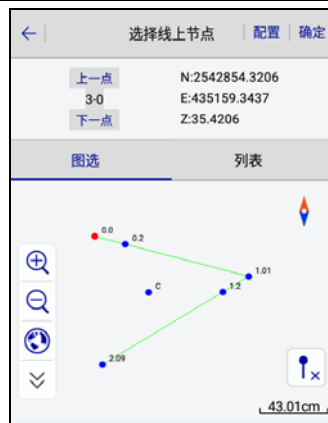 选择线上节点 配置 确定
上一点 N:2542854.3206
3-0 E:435159.3437
下一点 Z:35.4206
图选 列表
0.0
0.2
1.01
C 1.2
2.09
43.01cm